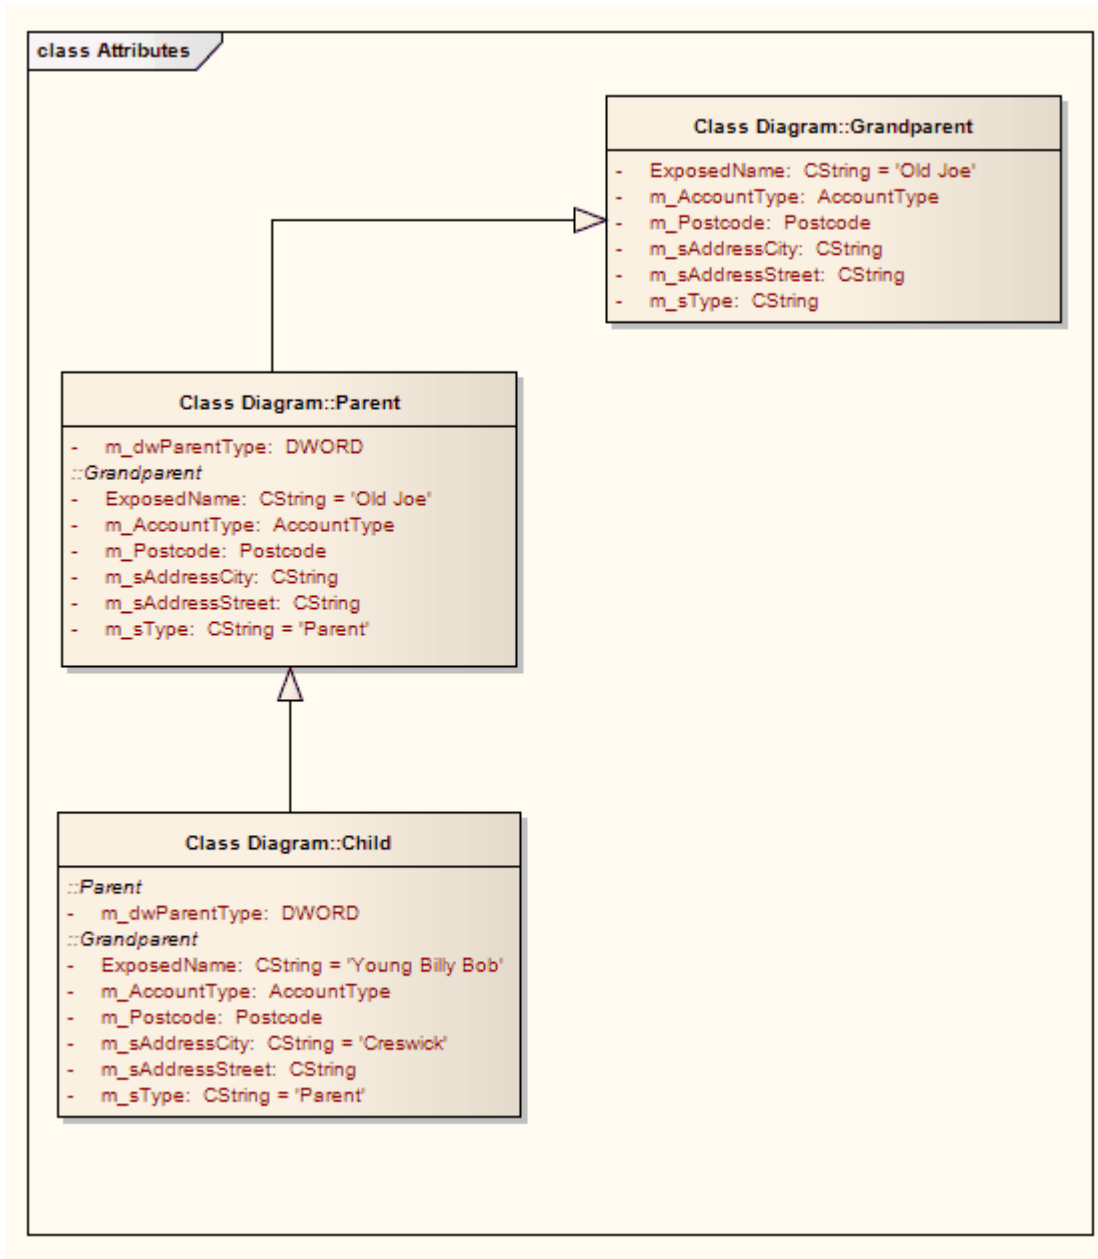 class Attributes
Class Diagram::Grandparent
- ExposedName: CString = 'Old Joe'
- m_AccountType: AccountType
- m_Postcode: Postcode
- m_sAddressCity: CString
- m_sAddressStreet: CString
- m_sType: CString
Class Diagram::Parent
- m_dwParentType: DWORD
::Grandparent
- ExposedName: CString = 'Old Joe'
- m_AccountType: AccountType
- m_Postcode: Postcode
- m_sAddressCity: CString
- m_sAddressStreet: CString
- m_sType: CString = 'Parent'
Class Diagram::Child
::Parent
- m_dwParentType: DWORD
::Grandparent
- ExposedName: CString = 'Young Billy Bob'
- m_AccountType: AccountType
- m_Postcode: Postcode
- m_sAddressCity: CString = 'Creswick'
- m_sAddressStreet: CString
- m_sType: CString = 'Parent'